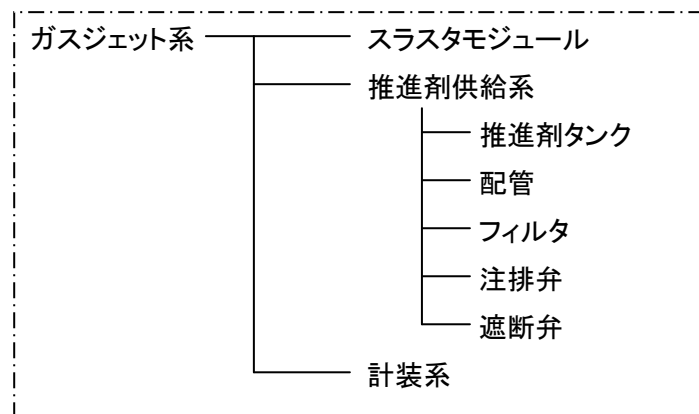 ガスジェット系 スラスタモジュール
推進剤供給系
推進剤タンク
配管
フィルタ
注排弁
遮断弁
計装系